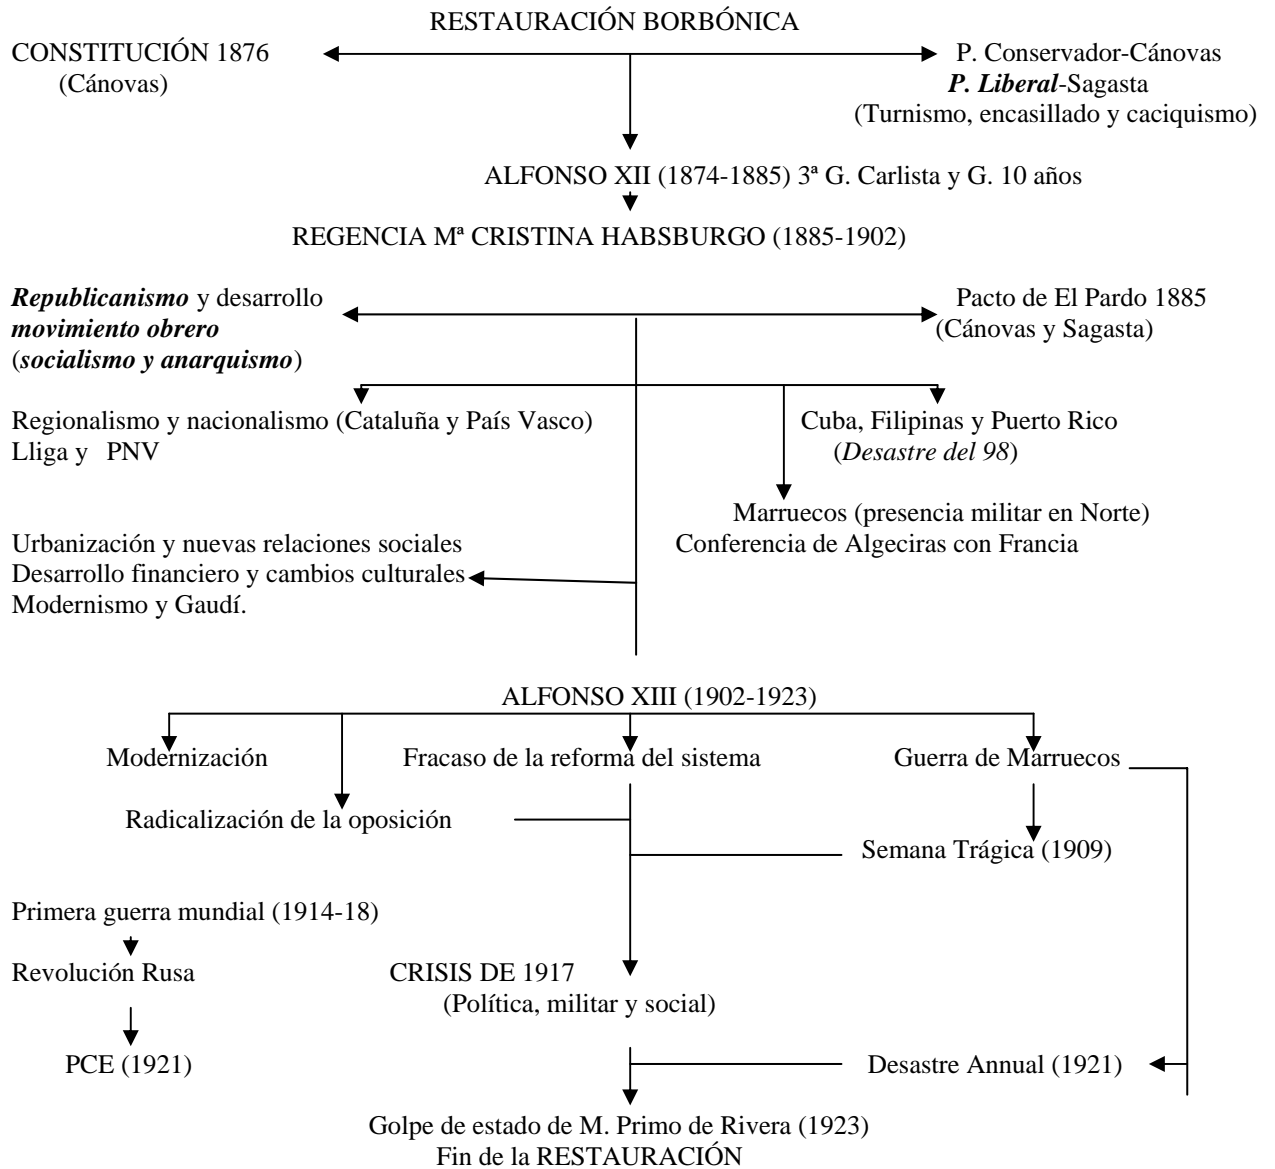 RESTAURACIÓN BORBÓNICA
CONSTITUCIÓN 1876
(Cánovas)
P. Conservador-Cánovas
P. Liberal-Sagasta
(Turnismo, encasillado y caciquismo)
ALFONSO XII (1874-1885) 3ª G. Carlista y G. 10 años
REGENCIA Mª CRISTINA HABSBURGO (1885-1902)
Republicanismo y desarrollo
movimiento obrero
(socialismo y anarquismo)
Pacto de El Pardo 1885
(Cánovas y Sagasta)
Regionalismo y nacionalismo (Cataluña y País Vasco)
Lliga y PNV
Cuba, Filipinas y Puerto Rico
(Desastre del 98)
Marruecos (presencia militar en Norte)
Conferencia de Algeciras con Francia
Urbanización y nuevas relaciones sociales
Desarrollo financiero y cambios culturales
Modernismo y Gaudí.
ALFONSO XIII (1902-1923)
Modernización
Fracaso de la reforma del sistema
Guerra de Marruecos
Radicalización de la oposición
Semana Trágica (1909)
Primera guerra mundial (1914-18)
Revolución Rusa
CRISIS DE 1917
(Política, militar y social)
PCE (1921)
Desastre Annual (1921)
Golpe de estado de M. Primo de Rivera (1923)
Fin de la RESTAURACIÓN